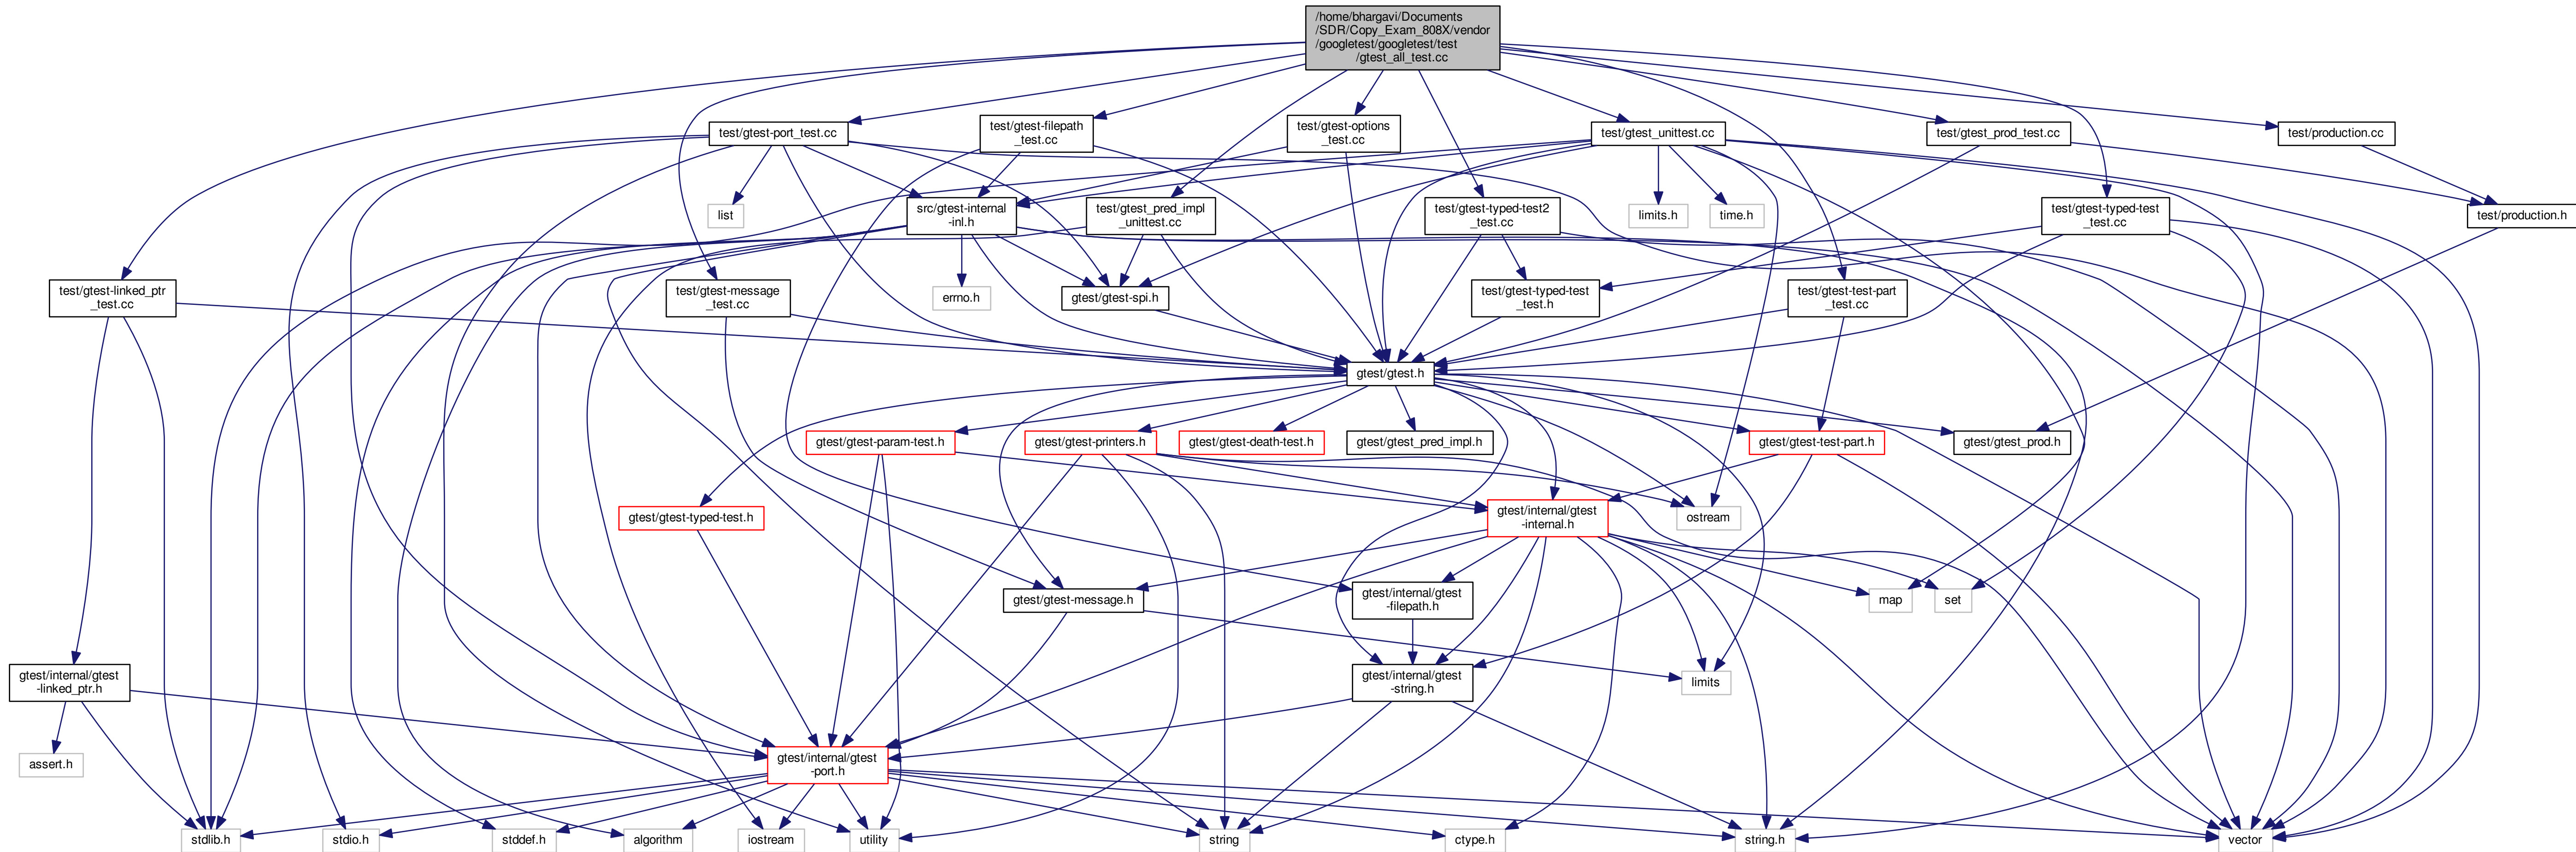 /home/bhargavi/Documents
/SDR/Copy_Exam_808X/vendor
/googletest/googletest/test
/gtest_all_test.cc
test/gtest-port_test.cc
test/gtest-filepath
_test.cc
test/gtest-options
_test.cc
test/gtest_unittest.cc
test/gtest_prod_test.cc
test/production.cc
list
src/gtest-internal
-inl.h
test/gtest_pred_impl
_unittest.cc
test/gtest-typed-test2
_test.cc
limits.h
time.h
test/gtest-typed-test
_test.cc
test/production.h
test/gtest-linked_ptr
_test.cc
test/gtest-message
_test.cc
errno.h
gtest/gtest-spi.h
test/gtest-typed-test
_test.h
test/gtest-test-part
_test.cc
gtest/gtest.h
gtest/gtest-param-test.h
gtest/gtest-printers.h
gtest/gtest-death-test.h
gtest/gtest_pred_impl.h
gtest/gtest-test-part.h
gtest/gtest_prod.h
gtest/gtest-typed-test.h
gtest/internal/gtest
-internal.h
ostream
gtest/gtest-message.h
gtest/internal/gtest
-filepath.h
map
set
gtest/internal/gtest
-linked_ptr.h
gtest/internal/gtest
-string.h
limits
assert.h
gtest/internal/gtest
-port.h
stdlib.h
stdio.h
stddef.h
algorithm
iostream
utility
string
ctype.h
string.h
vector